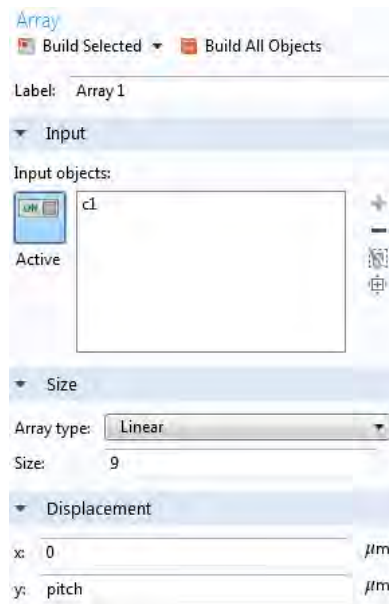 Array
Build Selected Build All Objects
Label: Array 1
Input
Input objects:
ON
c1
Active
Size
Array type: Linear
Size: 9
Displacement
x: 0 μm
y: pitch μm